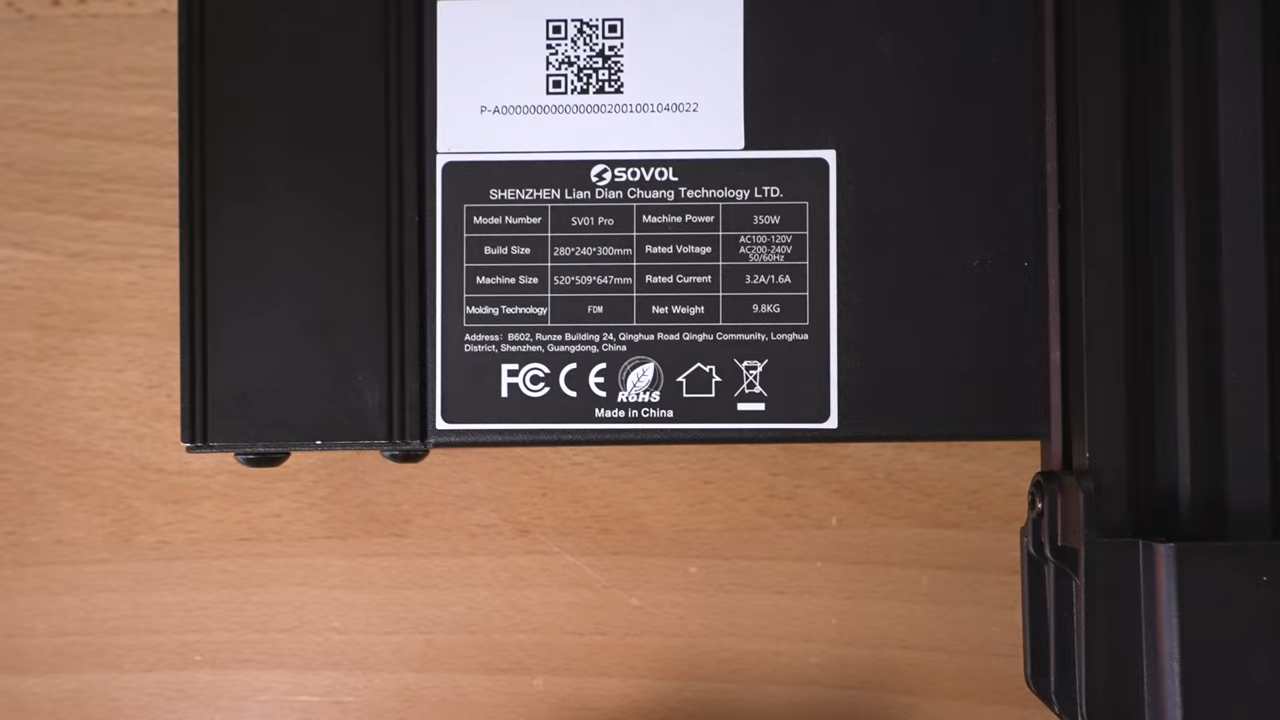 P-A0000000000000002001001040022
SOVOL
SHENZHEN Lian Dian Chuang Technology LTD.
Model Number SV01 Pro Machine Power 350W
Build Size 280*240*300mm Rated Voltage AC100-120V
AC200-240V
50/60Hz
Machine Size 520*509*647mm Rated Current 3.2A/1.6A
Molding Technology FDM Net Weight 9.8KG
Address: B602, Runze Building 24, Qinghua Road Qinghu Community, Longhua
District, Shenzhen, Guangdong, China
FC CE RoHS
Made in China